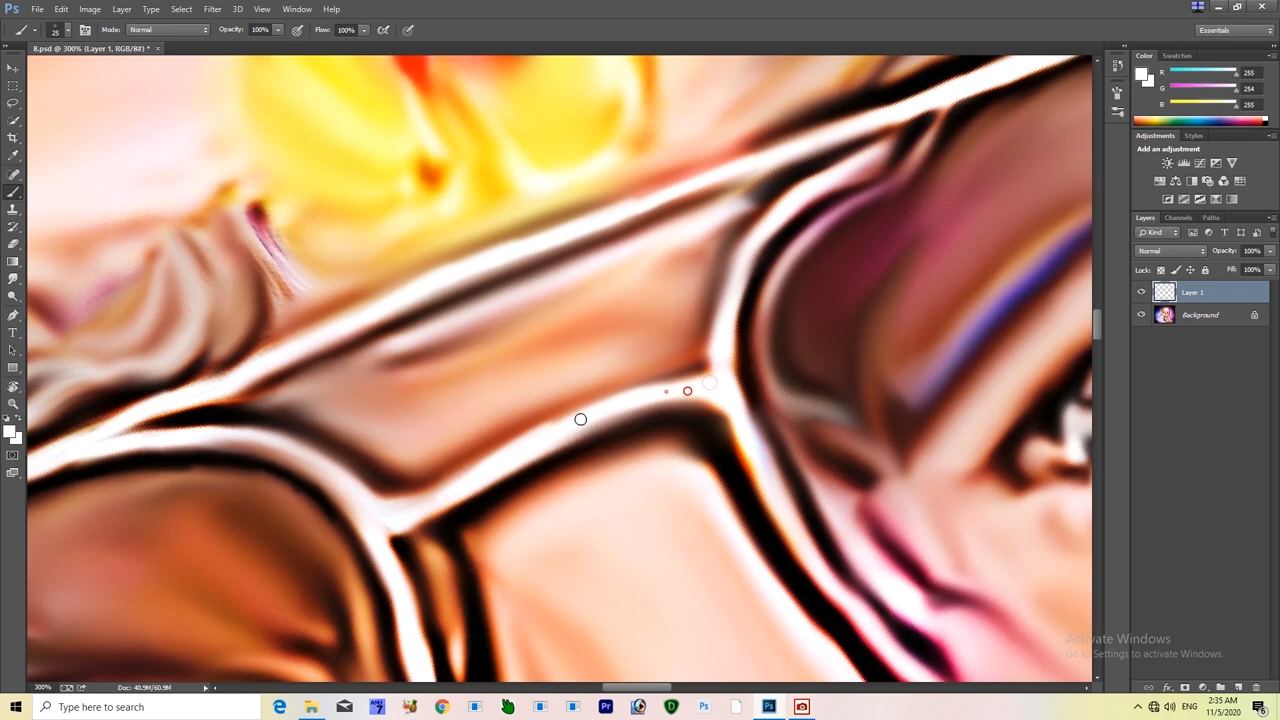 Ps File Edit Image Layer Type Select Filter 3D View Window Help
25 Mode: Normal Opacity: 100% Flow: 100% Essentials
8.psd @ 300% (Layer 1, RGB/8#) * ×
Color Swatches
R 255
G 254
B 255
Adjustments Styles
Add an adjustment
Layers Channels Paths
Kind
Normal Opacity: 100%
Lock: Fill: 100%
Layer 1
Background
Activate Windows
Go to Settings to activate Windows.
300% Doc: 40.9M/60.9M
Type here to search
ENG
2:35 AM
11/5/2020